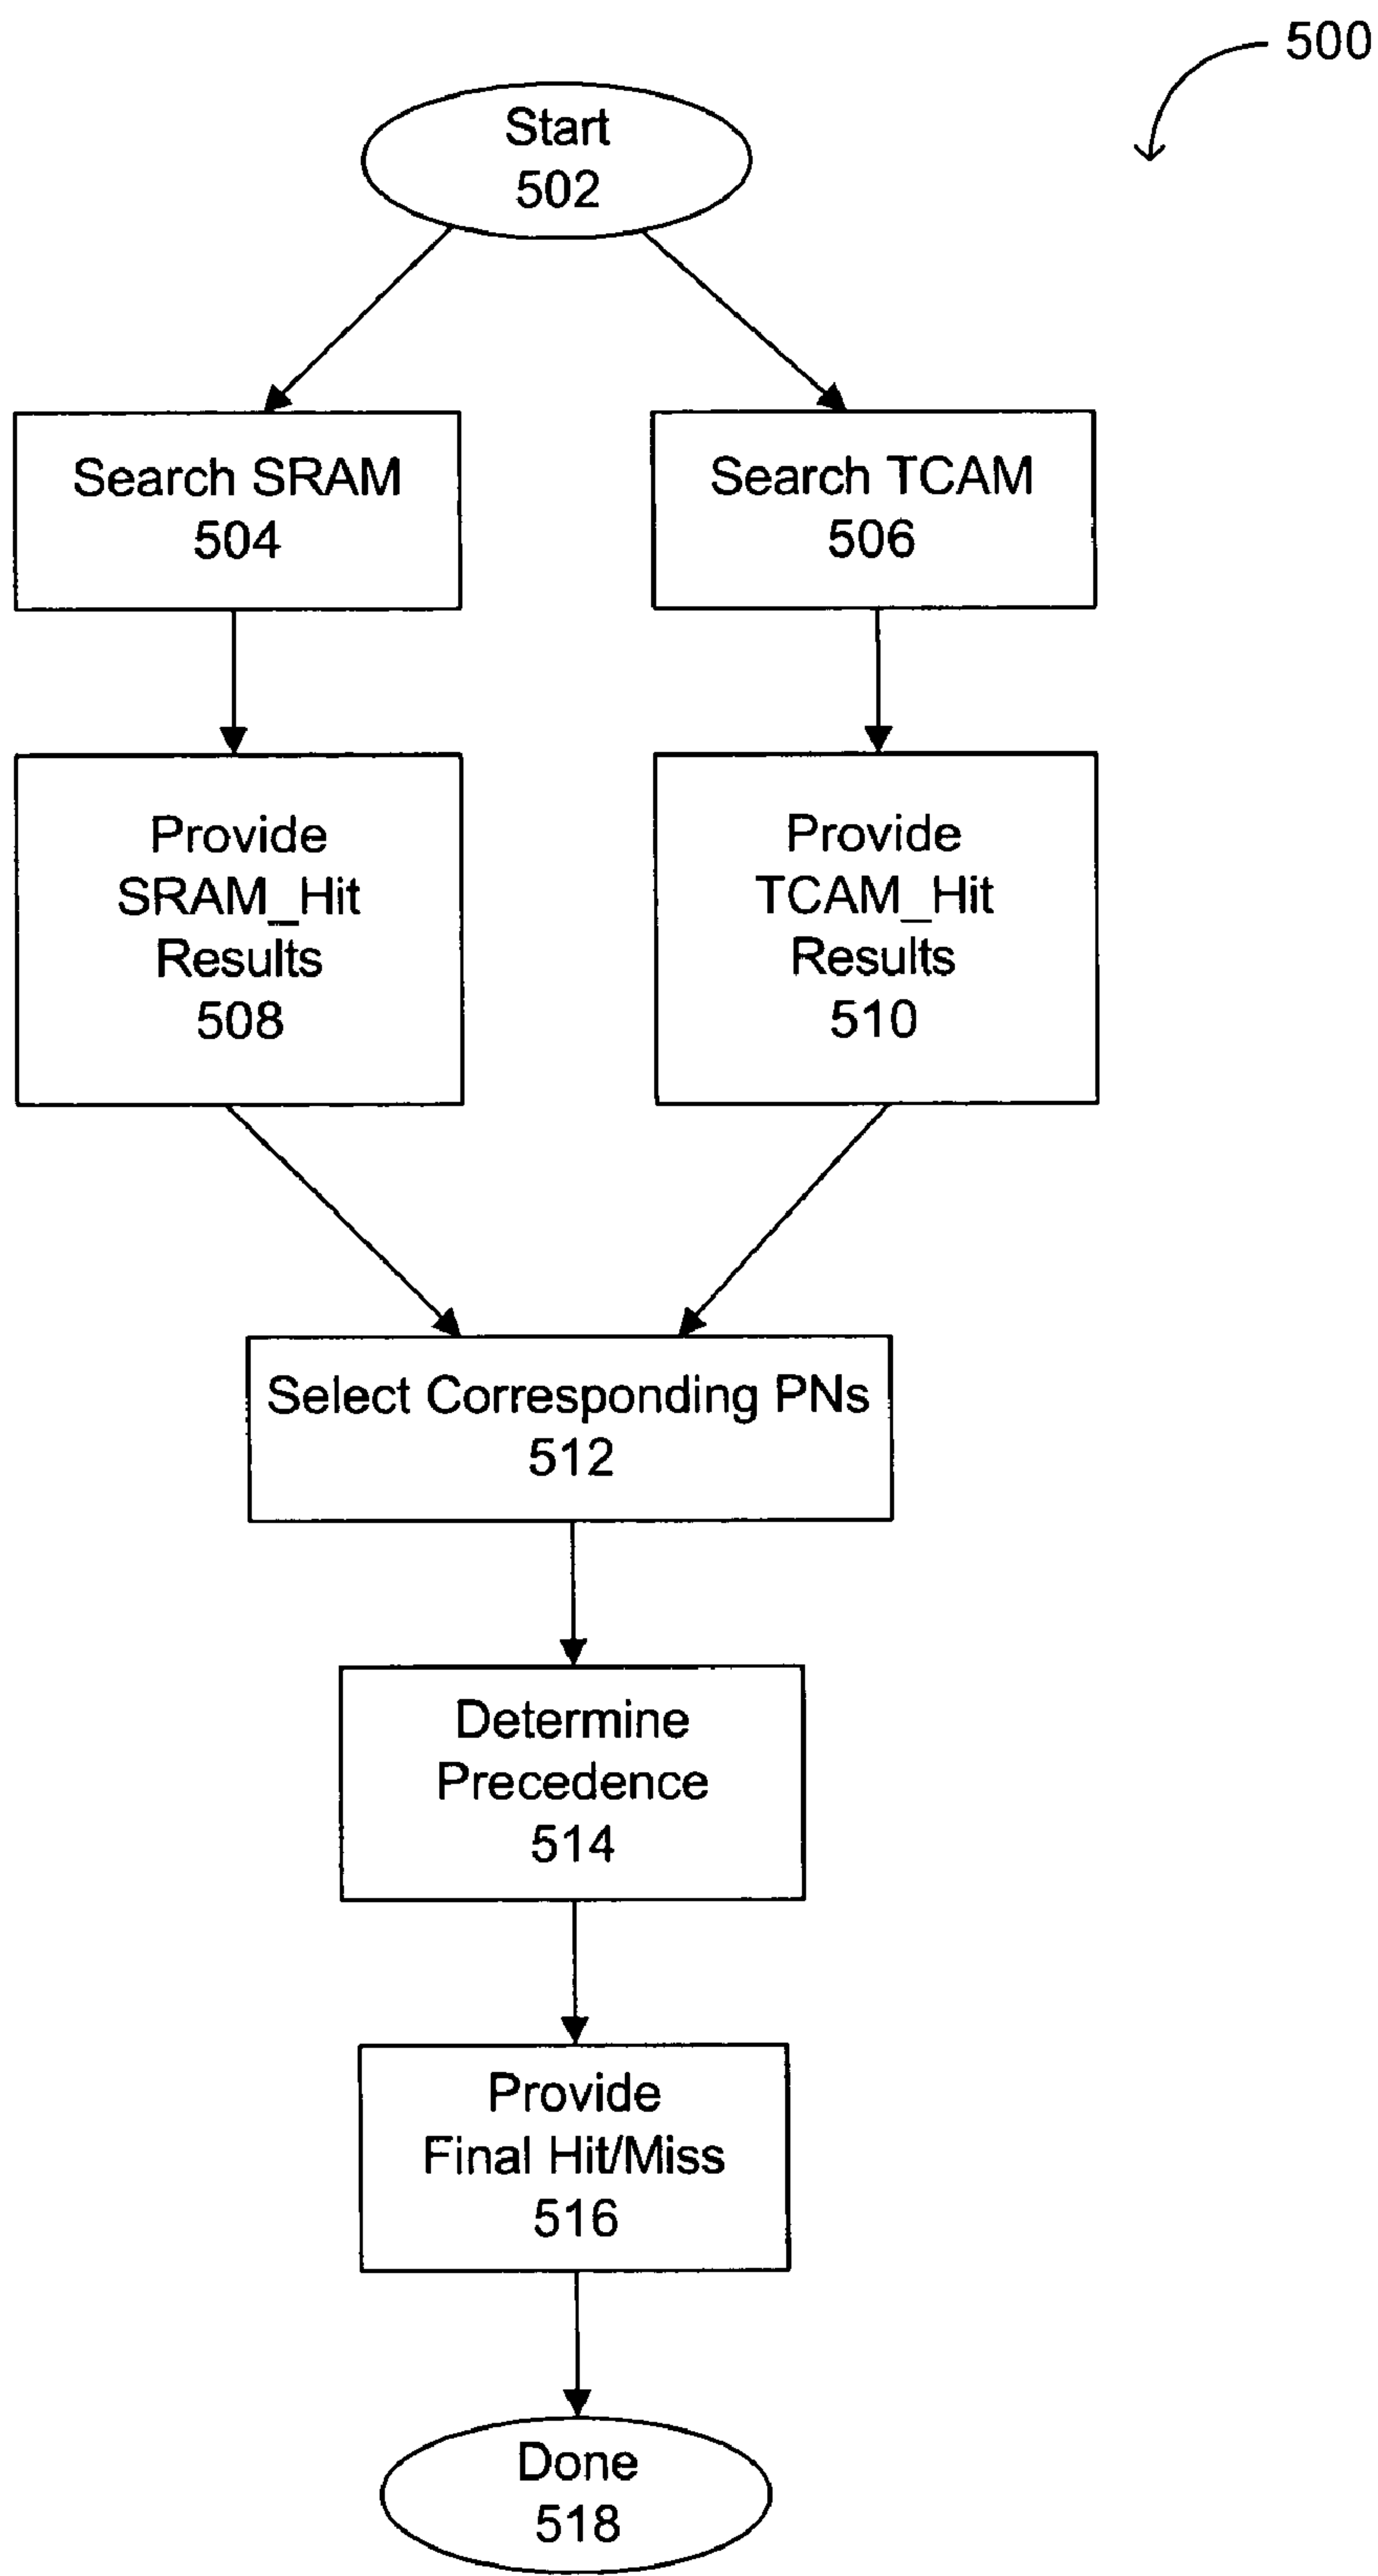 500
Start
502
Search SRAM
504
Search TCAM
506
Provide
SRAM_Hit
Results
508
Provide
TCAM_Hit
Results
510
Select Corresponding PNs
512
Determine
Precedence
514
Provide
Final Hit/Miss
516
Done
518